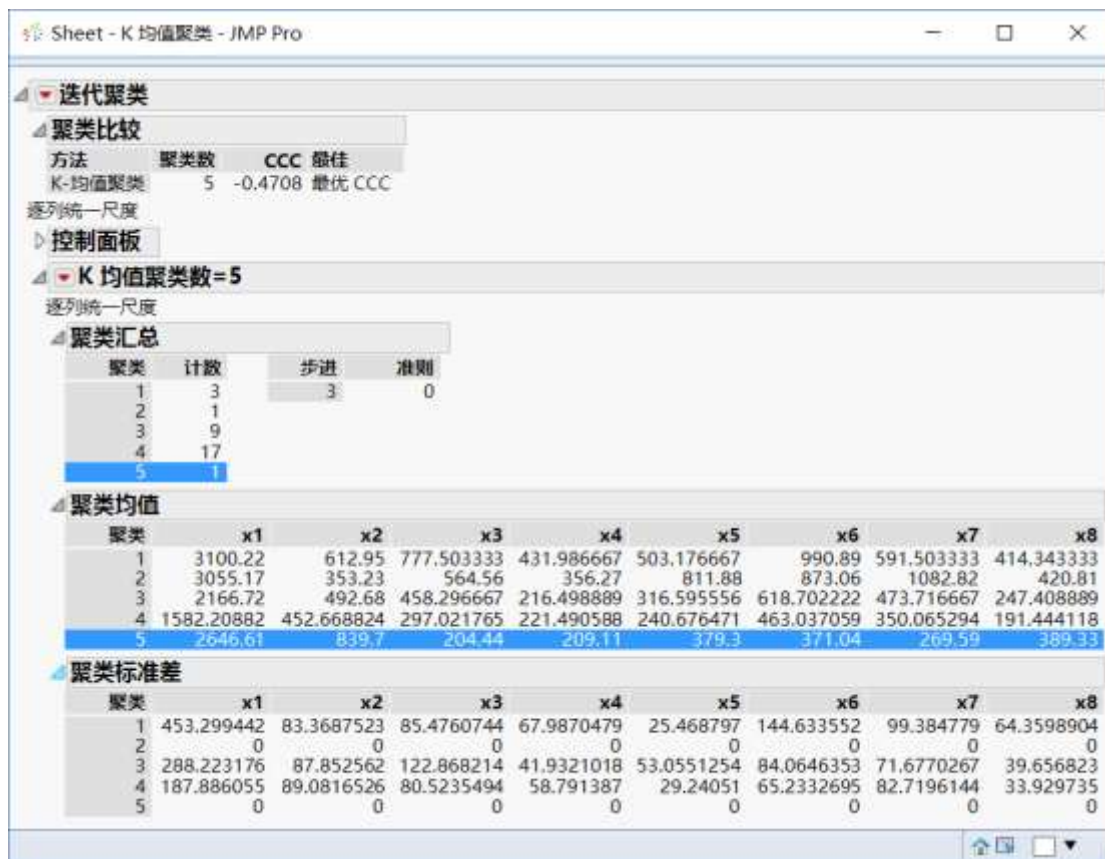 Sheet - K 均值聚类 - JMP Pro
迭代聚类
聚类比较
方法 聚类数 CCC 最佳
K-均值聚类 5 -0.4708 最优 CCC
逐列统一尺度
控制面板
K 均值聚类数=5
逐列统一尺度
聚类汇总
聚类 计数 步进 准则
1 3 3 0
2 1
3 9
4 17
5 1
聚类均值
聚类 x1 x2 x3 x4 x5 x6 x7 x8
1 3100.22 612.95 777.503333 431.986667 503.176667 990.89 591.503333 414.343333
2 3055.17 353.23 564.56 356.27 811.88 873.06 1082.82 420.81
3 2166.72 492.68 458.296667 216.498889 316.595556 618.702222 473.716667 247.408889
4 1582.20882 452.668824 297.021765 221.490588 240.676471 463.037059 350.065294 191.444118
5 2646.61 839.7 204.44 209.11 379.3 371.04 269.59 389.33
聚类标准差
聚类 x1 x2 x3 x4 x5 x6 x7 x8
1 453.299442 83.3687523 85.4760744 67.9870479 25.468797 144.633552 99.384779 64.3598904
2 0 0 0 0 0 0 0 0
3 288.223176 87.852562 122.868214 41.9321018 53.0551254 84.0646353 71.6770267 39.656823
4 187.886055 89.0816526 80.5235494 58.791387 29.24051 65.2332695 82.7196144 33.929735
5 0 0 0 0 0 0 0 0